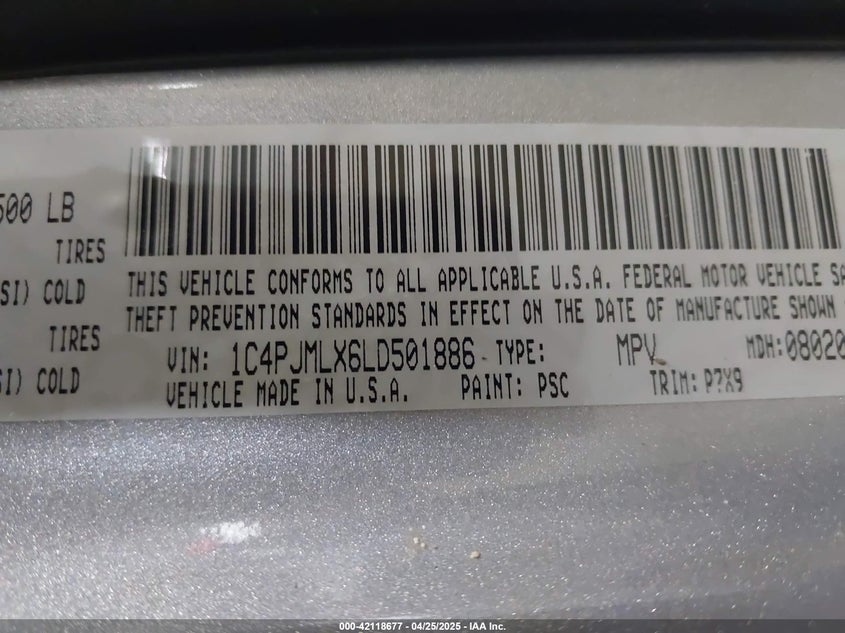 500 LB
TIRES
SI) COLD
TIRES
SI) COLD
THIS VEHICLE CONFORMS TO ALL APPLICABLE U.S.A. FEDERAL MOTOR VEHICLE SA
THEFT PREVENTION STANDARDS IN EFFECT ON THE DATE OF MANUFACTURE SHOWN
VIN: 1C4PJMLX6LD501886 TYPE: MPV MDH:08020
VEHICLE MADE IN U.S.A. PAINT: PSC TRIM: P7X9
000-42118677 - 04/25/2025 - IAA Inc.